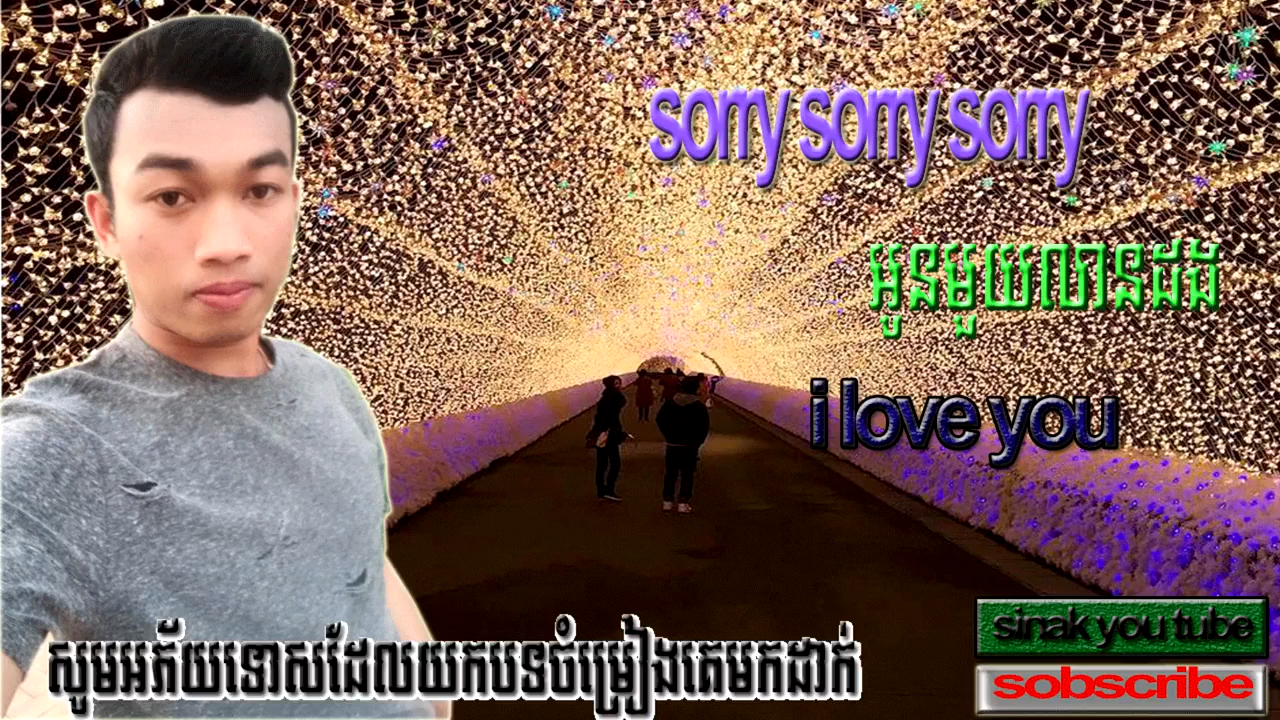 sorry sorry sorry
អូនមួយលានដង
i love you
សូមអភ័យទោសដែលយកបទចំម្រៀងគេមកដាក់
sinak you tube
sobscribe